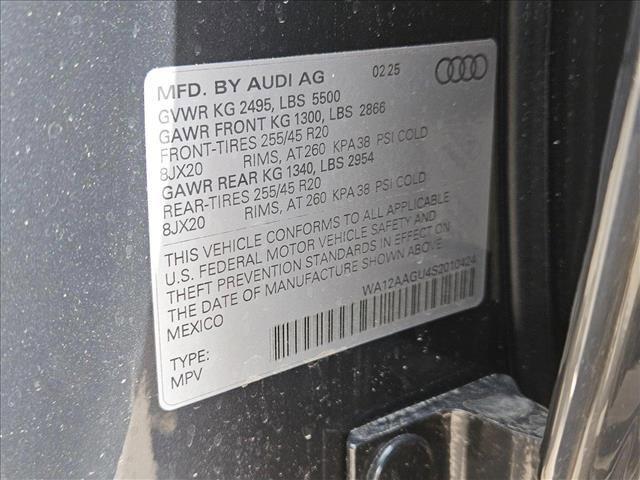 MFD. BY AUDI AG 02 25
GVWR KG 2495, LBS 5500
GAWR FRONT KG 1300, LBS 2866
FRONT-TIRES 255/45 R20
8JX20 RIMS, AT 260 KPA 38 PSI COLD
GAWR REAR KG 1340, LBS 2954
REAR-TIRES 255/45 R20
8JX20 RIMS, AT 260 KPA 38 PSI COLD
THIS VEHICLE CONFORMS TO ALL APPLICABLE
U.S. FEDERAL MOTOR VEHICLE SAFETY AND
THEFT PREVENTION STANDARDS IN EFFECT ON
THE DATE OF MANUFACTURE SHOWN ABOVE.
MEXICO
WA12AAGU4S2010424
TYPE:
MPV